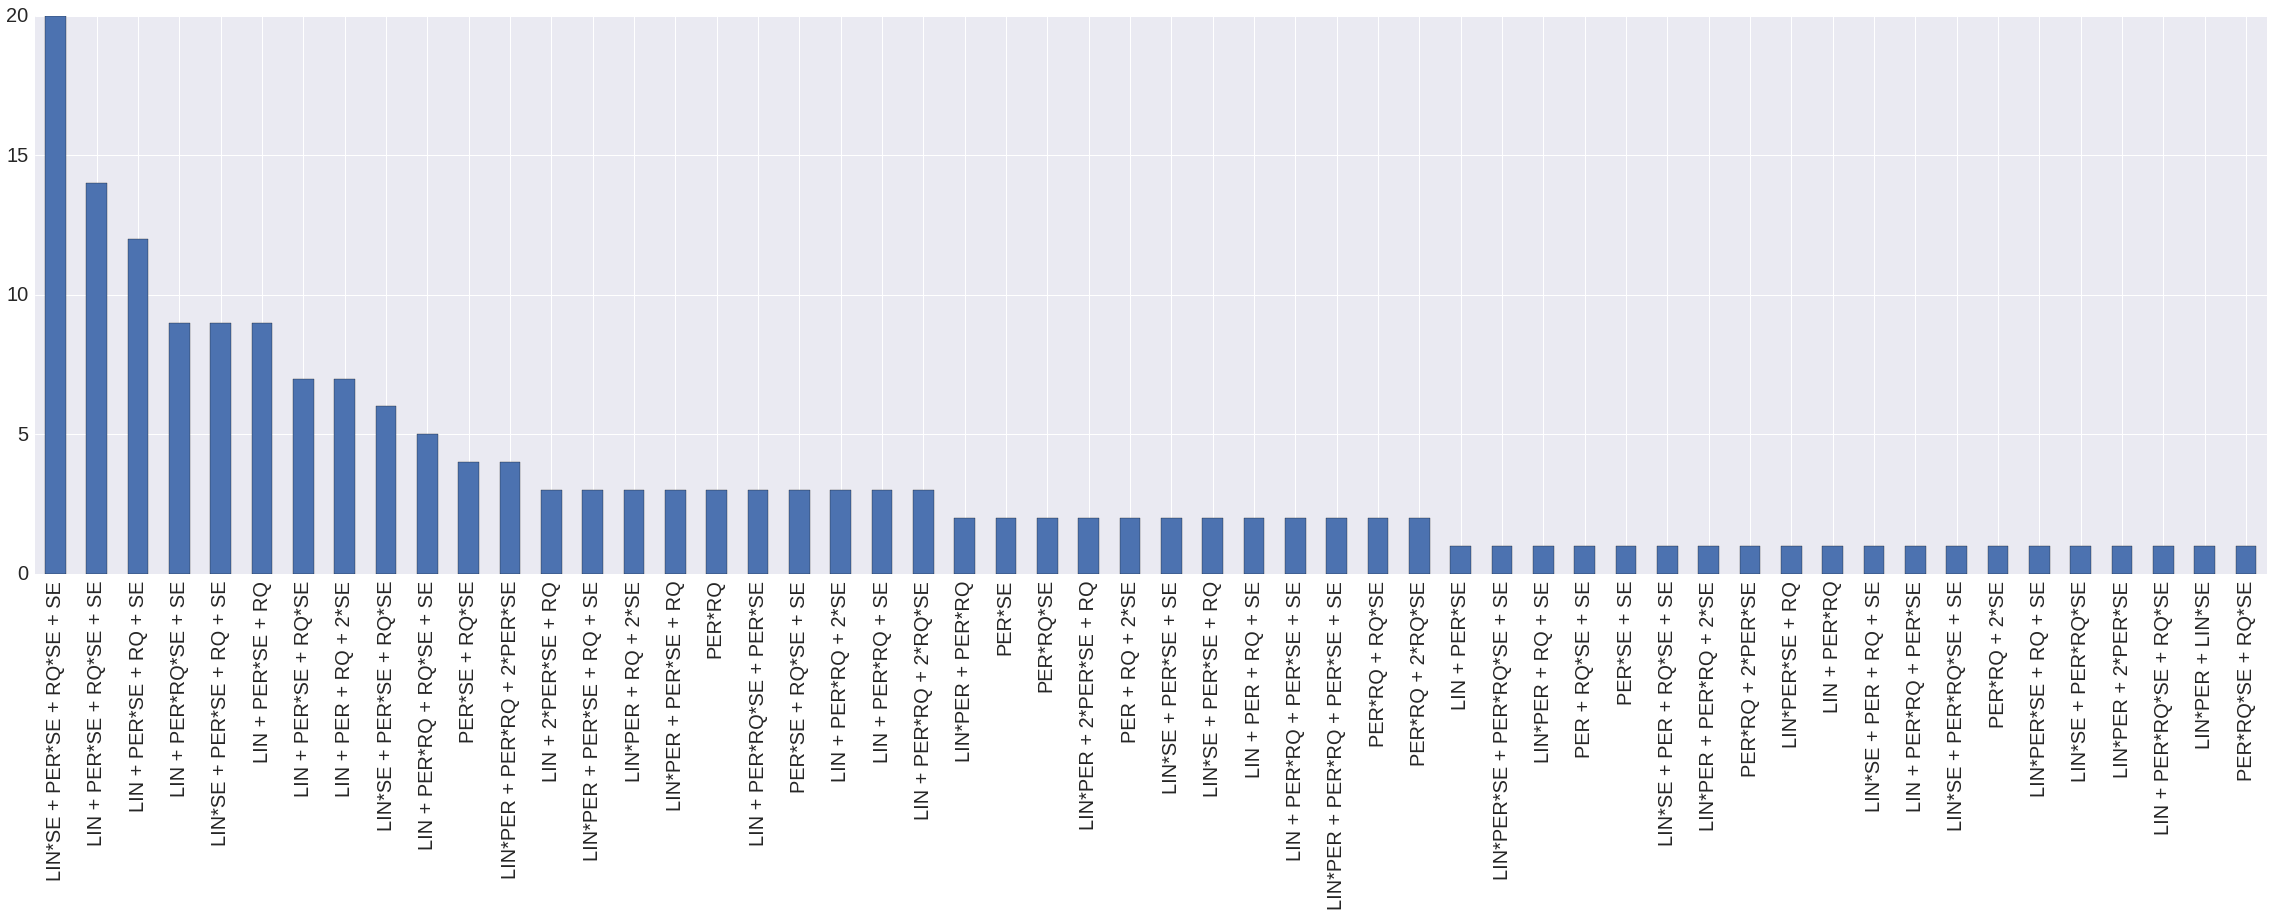 20
15
10
5
0
LIN*SE + PER*SE + RQ*SE + SE
LIN + PER*SE + RQ*SE + SE
LIN + PER*SE + RQ + SE
LIN + PER*RQ*SE + SE
LIN*SE + PER*SE + RQ + SE
LIN + PER*SE + RQ
LIN + PER*SE + RQ*SE
LIN + PER + RQ + 2*SE
LIN*SE + PER*SE + RQ*SE
LIN + PER*RQ + RQ*SE + SE
PER*SE + RQ*SE
LIN*PER + PER*RQ + 2*PER*SE
LIN + 2*PER*SE + RQ
LIN*PER + PER*SE + RQ + SE
LIN*PER + RQ + 2*SE
LIN*PER + PER*SE + RQ
PER*RQ
LIN + PER*RQ*SE + PER*SE
PER*SE + RQ*SE + SE
LIN + PER*RQ + 2*SE
LIN + PER*RQ + SE
LIN + PER*RQ + 2*RQ*SE
LIN*PER + PER*RQ
PER*SE
PER*RQ*SE
LIN*PER + 2*PER*SE + RQ
PER + RQ + 2*SE
LIN*SE + PER*SE + SE
LIN*SE + PER*SE + RQ
LIN + PER + RQ + SE
LIN + PER*RQ + PER*SE + SE
LIN*PER + PER*RQ + PER*SE + SE
PER*RQ + RQ*SE
PER*RQ + 2*RQ*SE
LIN + PER*SE
LIN*PER*SE + PER*RQ*SE + SE
LIN*PER + RQ + SE
PER + RQ*SE + SE
PER*SE + SE
LIN*SE + PER + RQ*SE + SE
LIN*PER + PER*RQ + 2*SE
PER*RQ + 2*PER*SE
LIN*PER*SE + RQ
LIN + PER*RQ
LIN*SE + PER + RQ + SE
LIN + PER*RQ + PER*SE
LIN*SE + PER*RQ*SE + SE
PER*RQ + 2*SE
LIN*PER*SE + RQ + SE
LIN*SE + PER*RQ*SE
LIN*PER + 2*PER*SE
LIN + PER*RQ*SE + RQ*SE
LIN*PER + LIN*SE
PER*RQ*SE + RQ*SE